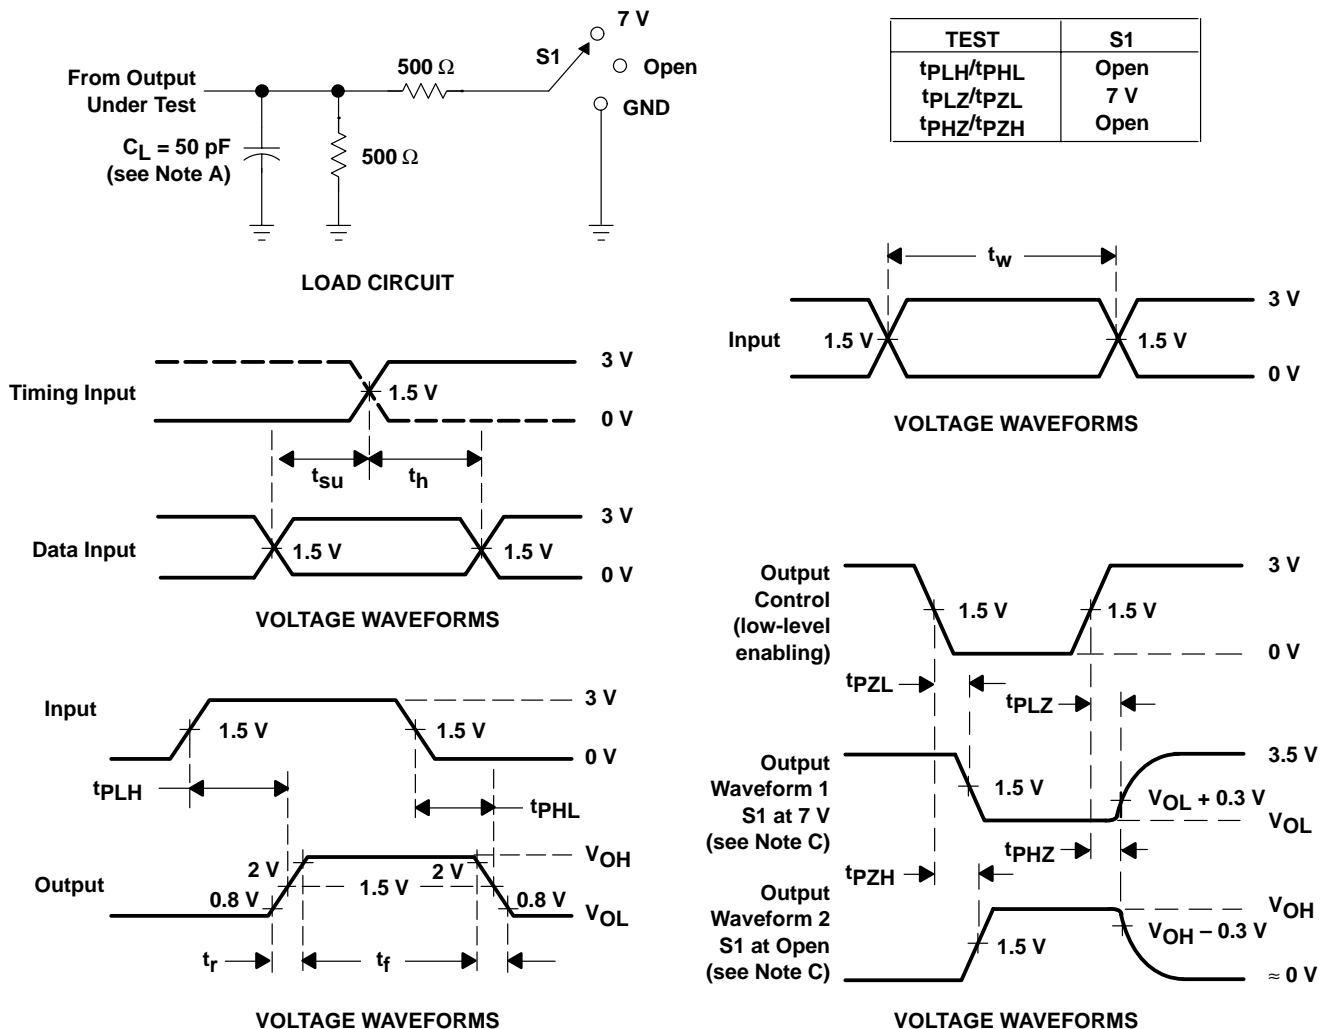 7 V
S1
Open
GND
500 Ω
From Output
Under Test
CL = 50 pF
(see Note A)
500 Ω
LOAD CIRCUIT
TEST S1
tPLH/tPHL Open
tPLZ/tPZL 7 V
tPHZ/tPZH Open
tw
3 V
Input
1.5 V
1.5 V
0 V
VOLTAGE WAVEFORMS
3 V
Timing Input
1.5 V
0 V
tsu
th
3 V
Data Input
1.5 V
1.5 V
0 V
VOLTAGE WAVEFORMS
3 V
Input
1.5 V
1.5 V
0 V
tPLH
tPHL
VOH
2 V
2 V
Output
1.5 V
0.8 V
0.8 V
VOL
tr
tf
VOLTAGE WAVEFORMS
Output
Control
(low-level
enabling)
3 V
1.5 V
1.5 V
0 V
tPZL
tPLZ
Output
Waveform 1
S1 at 7 V
(see Note C)
3.5 V
1.5 V
VOL + 0.3 V
VOL
tPHZ
tPZH
Output
Waveform 2
S1 at Open
(see Note C)
VOH
1.5 V
VOH – 0.3 V
≈ 0 V
VOLTAGE WAVEFORMS